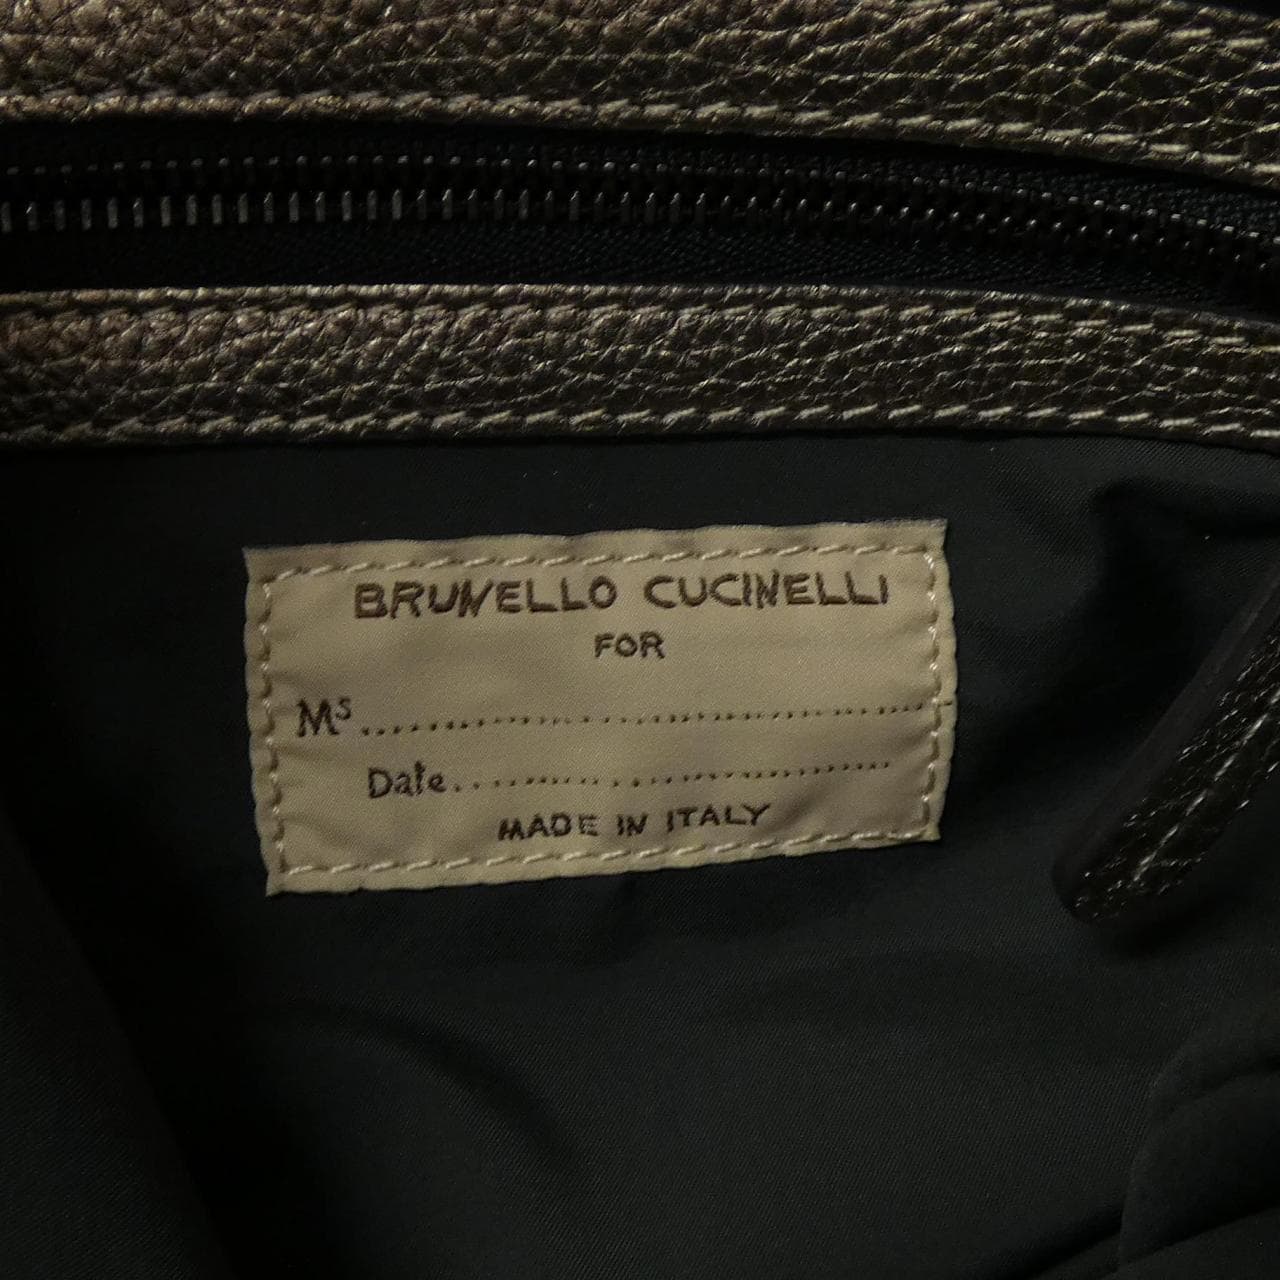 BRUNELLO CUCINELLI
FOR
Ms ........................................
Date ..............................
MADE IN ITALY